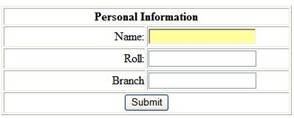 Personal Information
Name:
Roll:
Branch
Submit